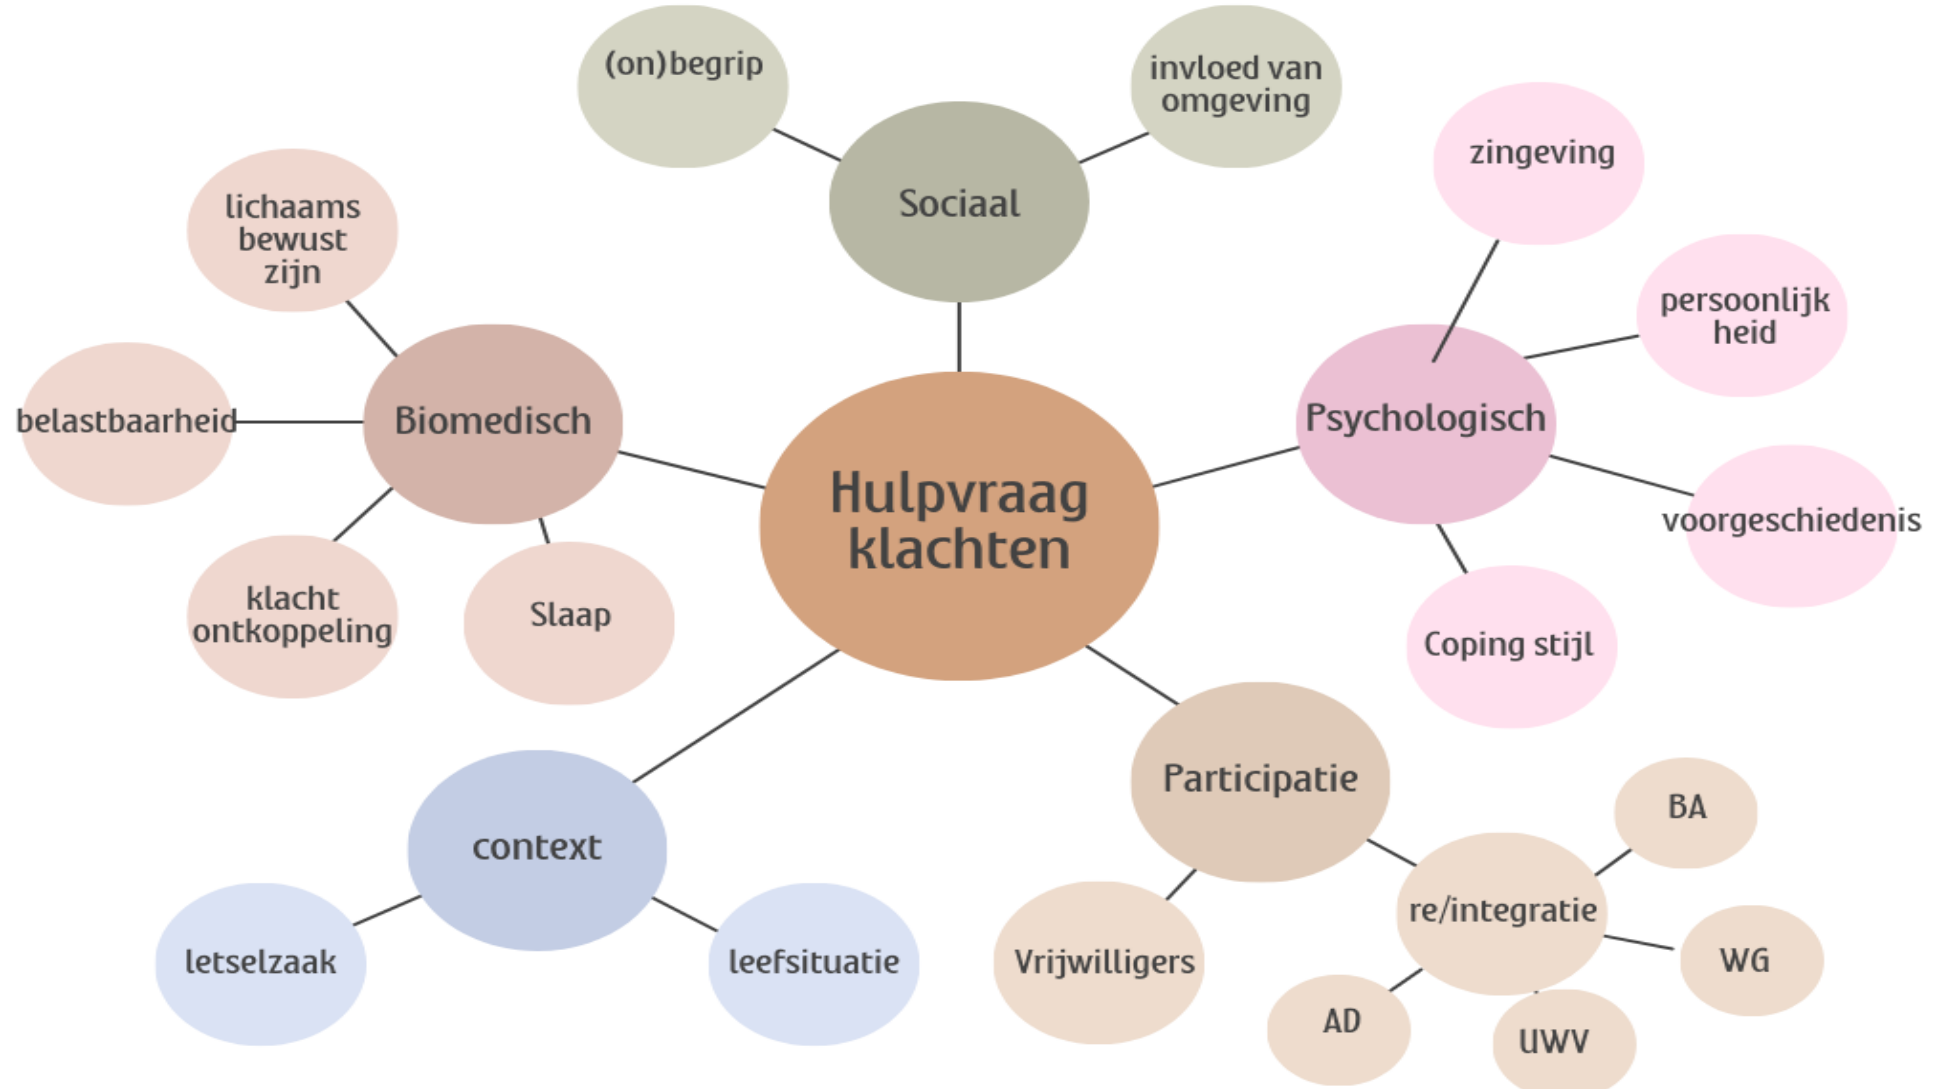 (on)begrip
invloed van
omgeving
zingeving
Sociaal
lichaams
bewust
zijn
persoonlijk
heid
belastbaarheid
Biomedisch
Psychologisch
Hulpvraag
klachten
voorgeschiedenis
klacht
ontkoppeling
Slaap
Coping stijl
Participatie
BA
context
re/integratie
letselzaak
leefsituatie
Vrijwilligers
WG
AD
UWV